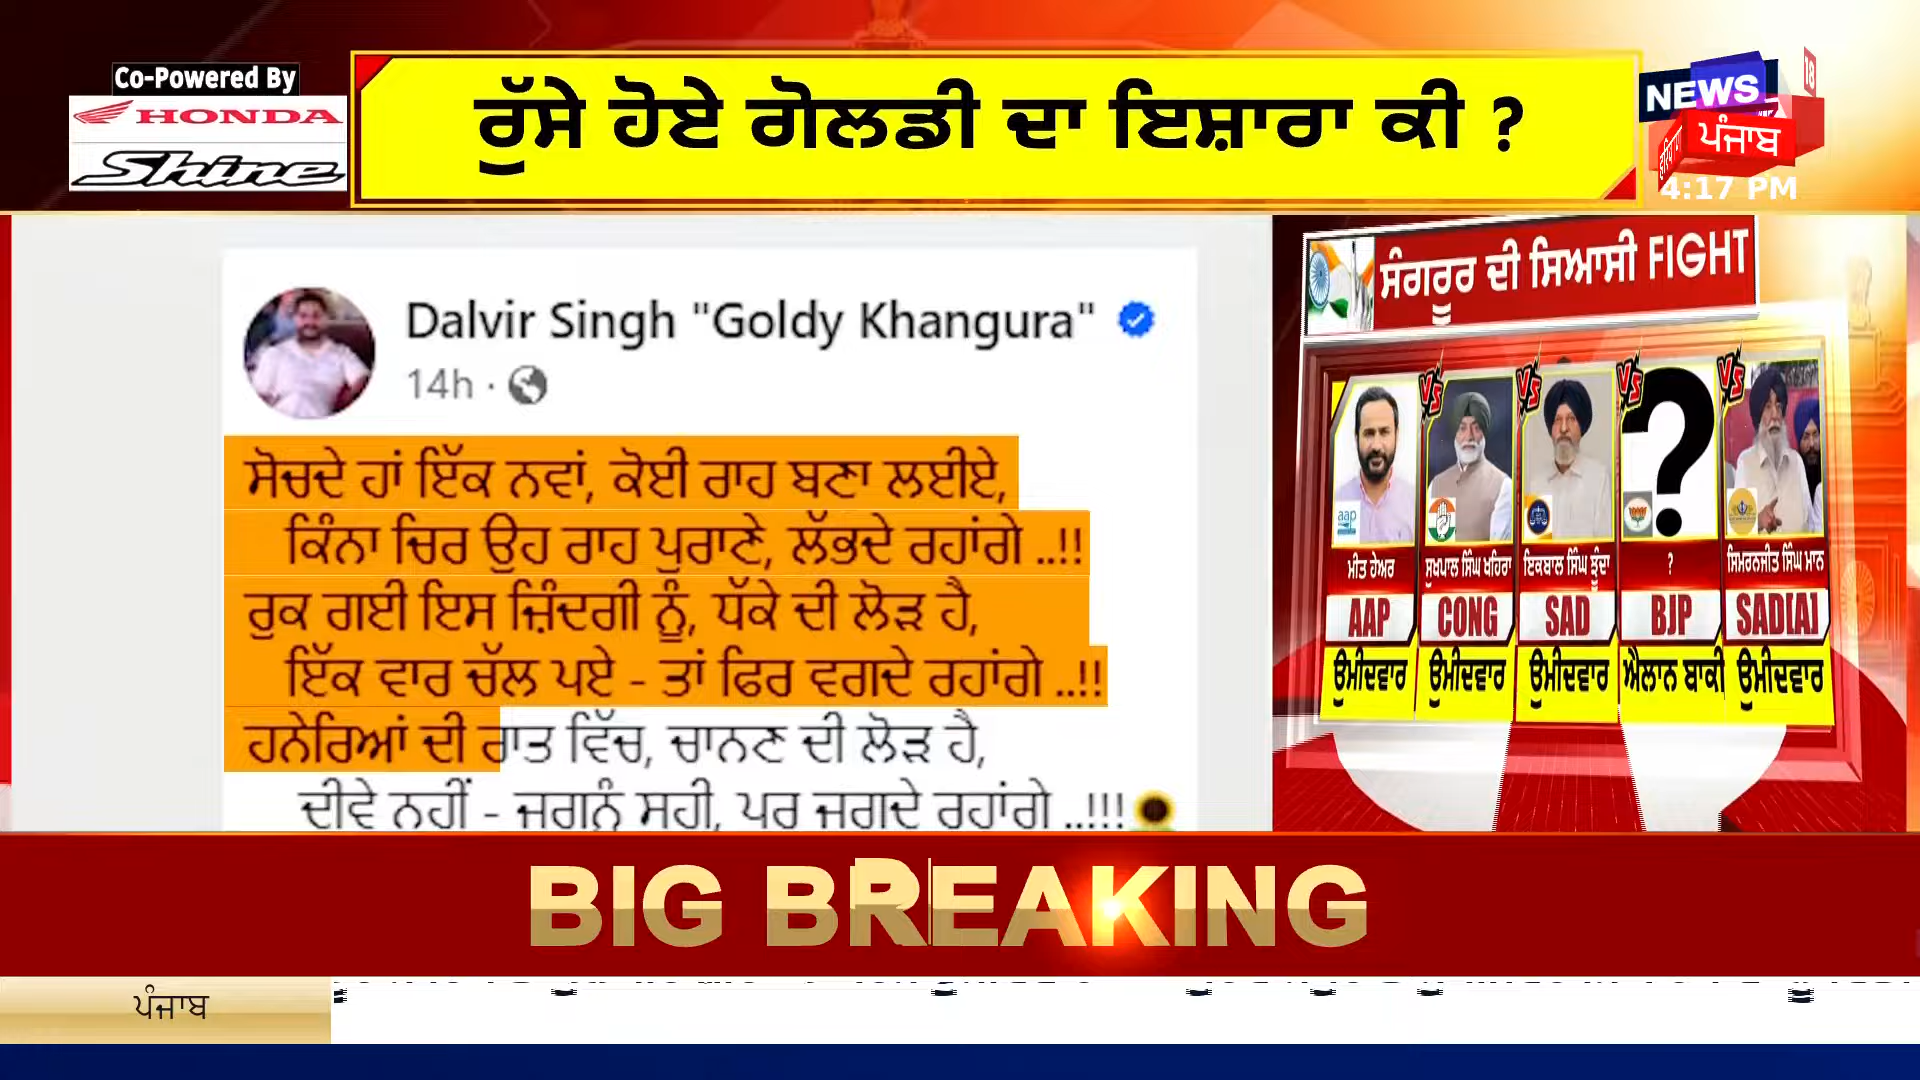 Co-Powered By
HONDA
Shine
ਰੁੱਸੇ ਹੋਏ ਗੋਲਡੀ ਦਾ ਇਸ਼ਾਰਾ ਕੀ ?
NEWS
18
ਪੰਜਾਬ
4:17 PM
Dalvir Singh "Goldy Khangura"
14h ·
ਸੋਚਦੇ ਹਾਂ ਇੱਕ ਨਵਾਂ, ਕੋਈ ਰਾਹ ਬਣਾ ਲਈਏ,
ਕਿੰਨਾ ਚਿਰ ਉਹ ਰਾਹ ਪੁਰਾਣੇ, ਲੱਭਦੇ ਰਹਾਂਗੇ ..!!
ਰੁਕ ਗਈ ਇਸ ਜ਼ਿੰਦਗੀ ਨੂੰ, ਧੱਕੇ ਦੀ ਲੋੜ ਹੈ,
ਇੱਕ ਵਾਰ ਚੱਲ ਪਏ - ਤਾਂ ਫਿਰ ਵਗਦੇ ਰਹਾਂਗੇ ..!!
ਹਨੇਰਿਆਂ ਦੀ ਰਾਤ ਵਿੱਚ, ਚਾਨਣ ਦੀ ਲੋੜ ਹੈ,
ਦੀਵੇ ਨਹੀਂ - ਜਗਨੂੰ ਸਹੀ, ਪਰ ਜਗਦੇ ਰਹਾਂਗੇ ..!!!
ਸੰਗਰੂਰ ਦੀ ਸਿਆਸੀ FIGHT
VS VS VS VS
aap
ਮੀਤ ਹੇਅਰ ਸੁਖਪਾਲ ਸਿੰਘ ਖਹਿਰਾ ਇਕਬਾਲ ਸਿੰਘ ਝੂੰਦਾ ? ਸਿਮਰਨਜੀਤ ਸਿੰਘ ਮਾਨ
AAP CONG SAD BJP SAD(A)
ਉਮੀਦਵਾਰ ਉਮੀਦਵਾਰ ਉਮੀਦਵਾਰ ਐਲਾਨ ਬਾਕੀ ਉਮੀਦਵਾਰ
BIG BREAKING
ਪੰਜਾਬ